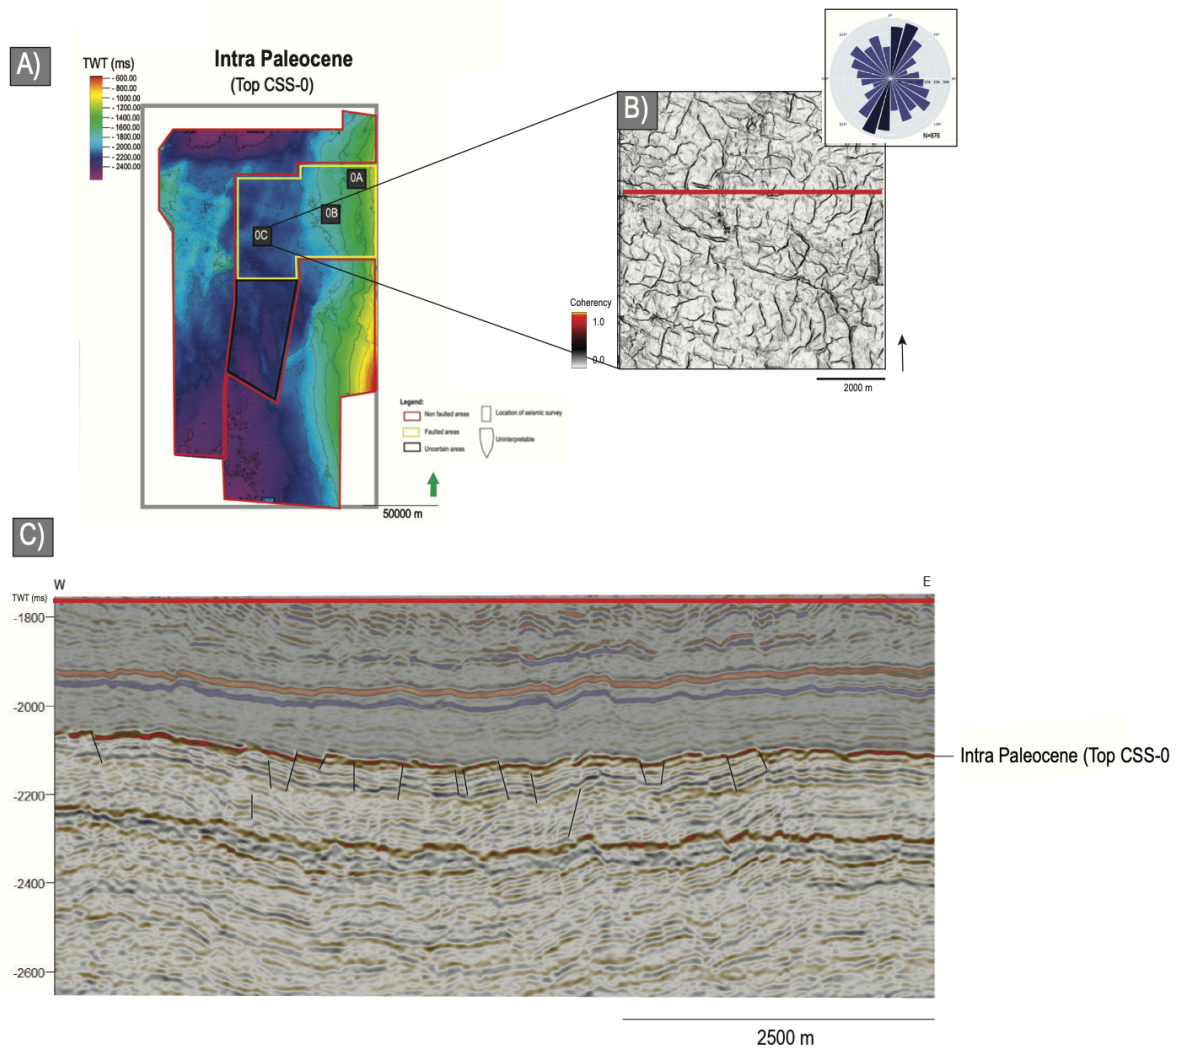 A)
Intra Paleocene
(Top CSS-0)
TWT (ms)
- 600.00
- 800.00
- 1000.00
- 1200.00
- 1400.00
- 1600.00
- 1800.00
- 2000.00
- 2200.00
- 2400.00
0A
0B
0C
Legend:
Non faulted areas
Location of seismic survey
Faulted areas
Uninterpretable
Uncertain areas
50000 m
B)
0°
N=876
Coherency
1.0
0.0
2000 m
C)
W
E
TWT (ms)
-1800
-2000
-2200
-2400
-2600
Intra Paleocene (Top CSS-0
2500 m